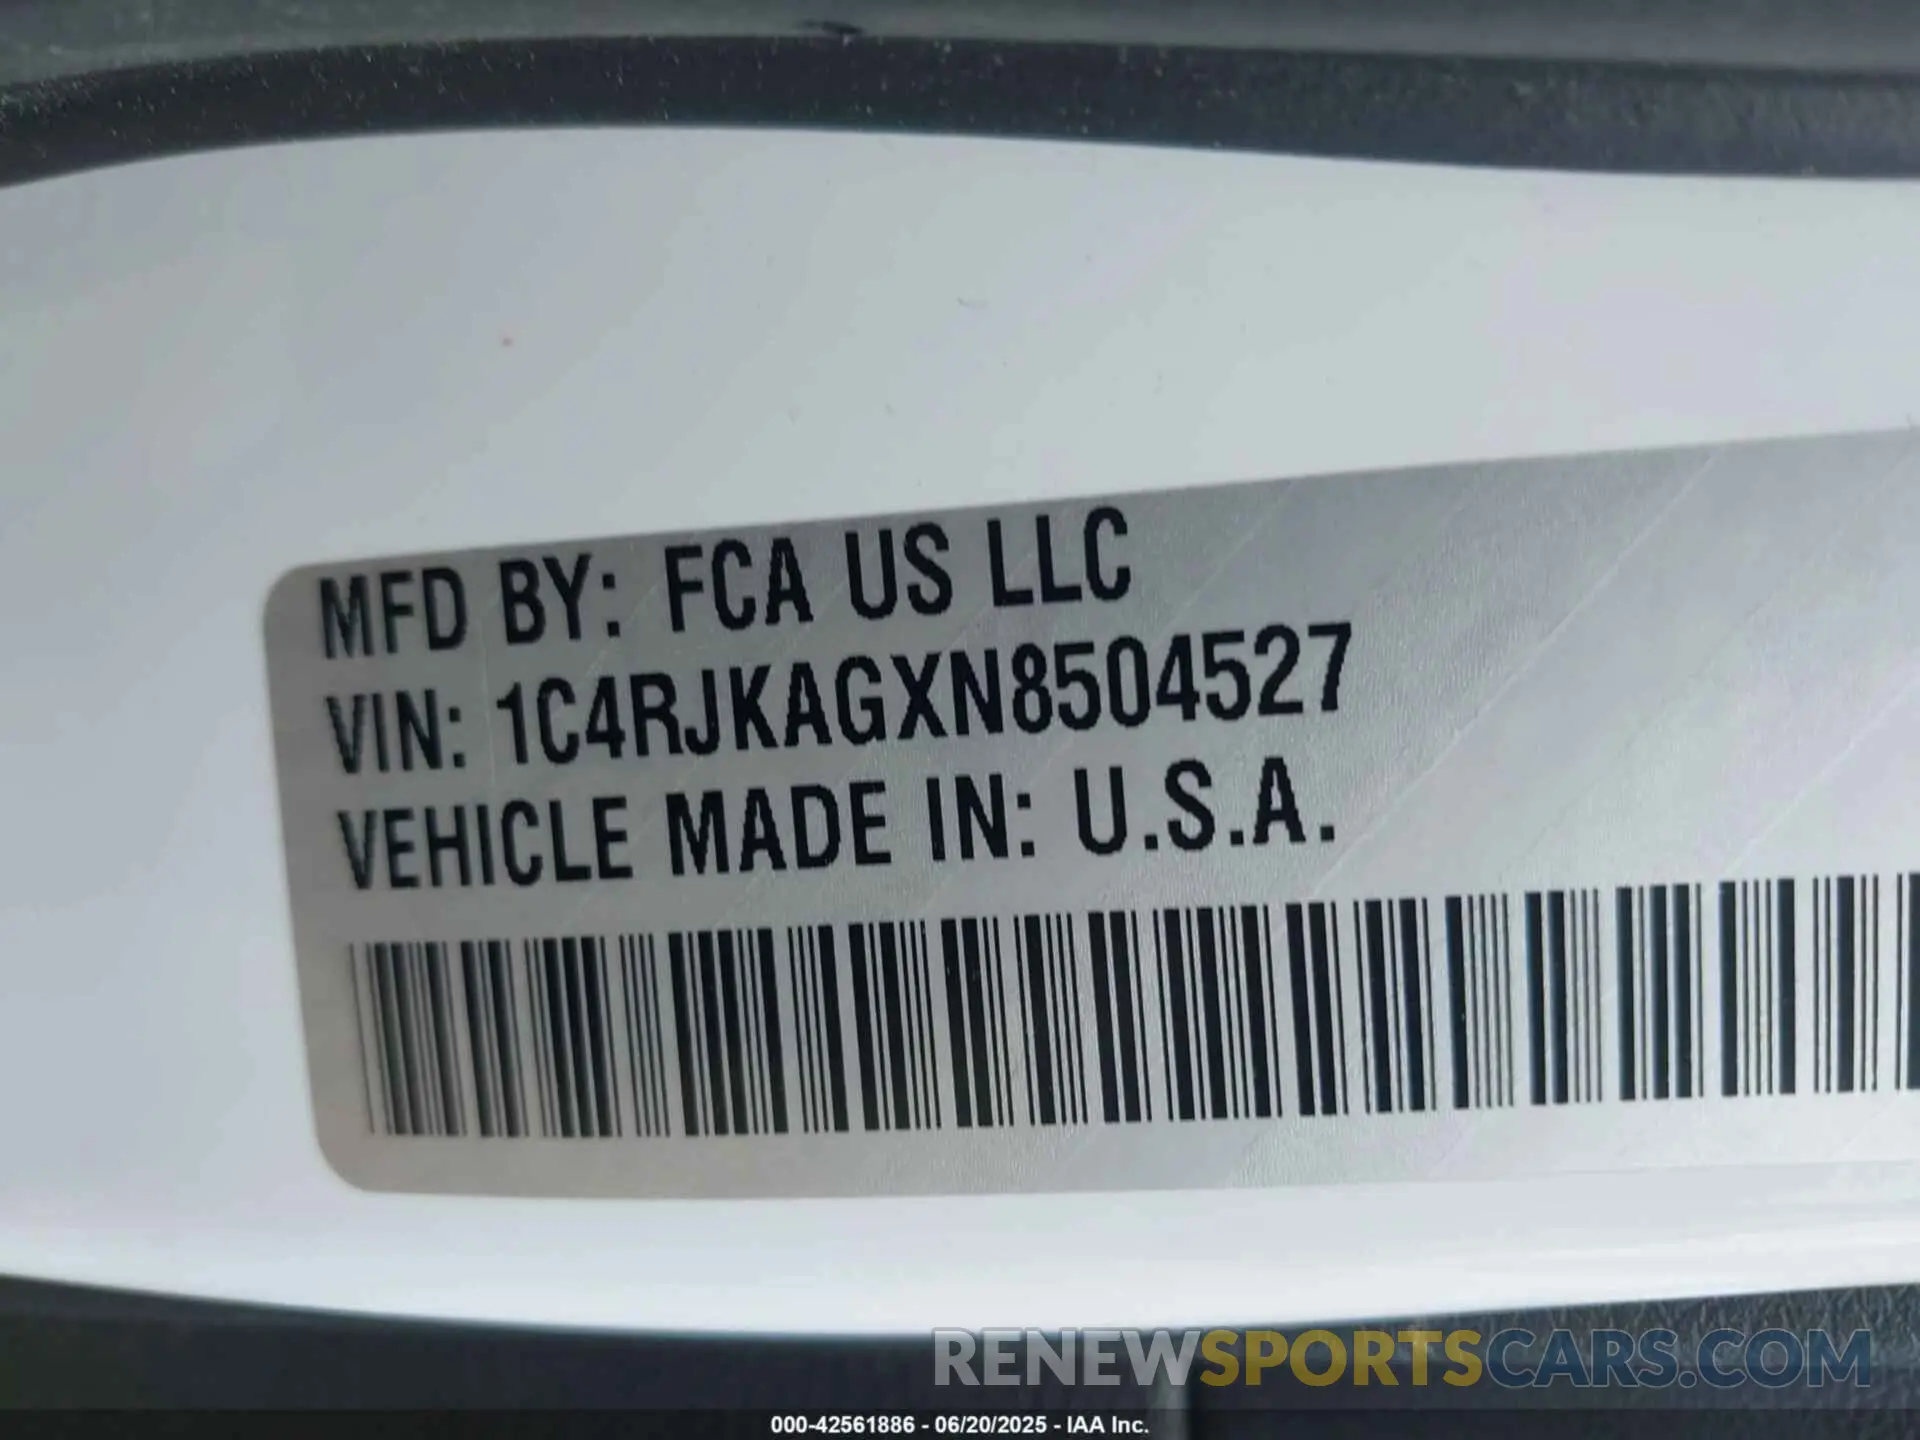 MFD BY: FCA US LLC
VIN: 1C4RJKAGXN8504527
VEHICLE MADE IN: U.S.A.
RENEWSPORTSCARS.COM
000-42561886 - 06/20/2025 - IAA Inc.